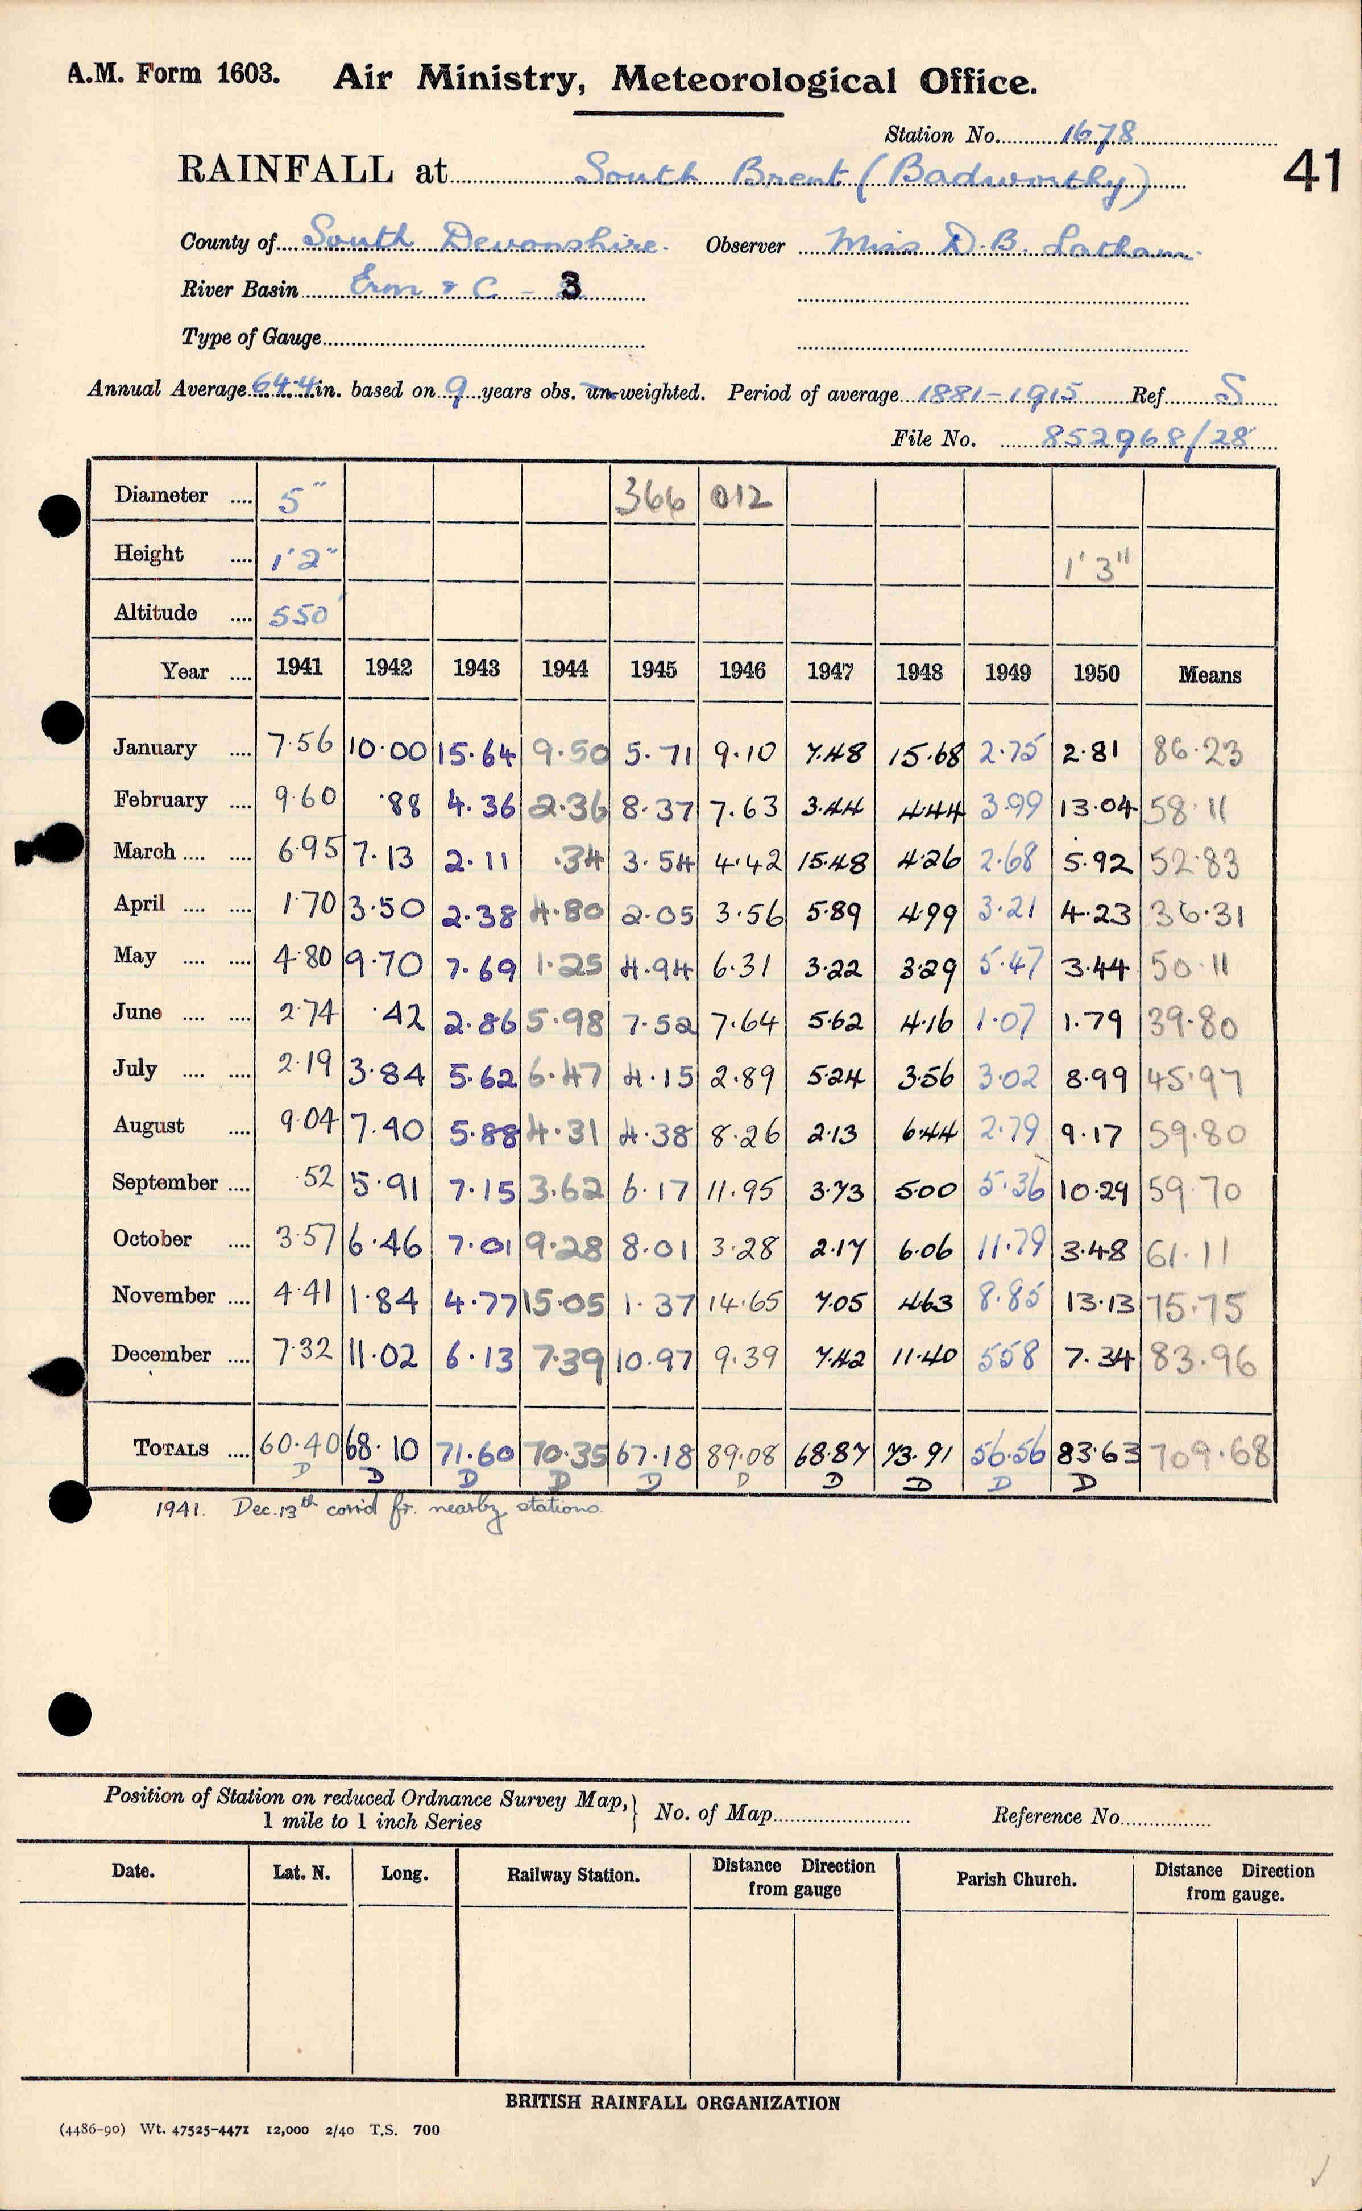 A.M. Form 1603. Air Ministry, Meteorological Office.
Station No. 1678
41
RAINFALL at South Brent (Badworthy)
County of South Devonshire. Observer Miss D.B. Latham.
River Basin Erm & C - 3
Type of Gauge
Annual Average 64.4 in. based on 9 years obs. un-weighted. Period of average 1881-1915 Ref S
File No. 852968/28
Diameter .... 5" 366 012
Height .... 1'2" 1'3"
Altitude .... 550'
Year .... 1941 1942 1943 1944 1945 1946 1947 1948 1949 1950 Means
January .... 7.56 10.00 15.64 9.50 5.71 9.10 7.48 15.68 2.75 2.81 86.23
February .... 9.60 .88 4.36 2.36 8.37 7.63 3.44 4.44 3.99 13.04 58.11
March .... .... 6.95 7.13 2.11 .34 3.54 4.42 15.48 4.26 2.68 5.92 52.83
April .... .... 1.70 3.50 2.38 4.80 2.05 3.56 5.89 4.99 3.21 4.23 36.31
May .... .... 4.80 9.70 7.69 1.25 4.94 6.31 3.22 3.29 5.47 3.44 50.11
June .... .... 2.74 .42 2.86 5.98 7.52 7.64 5.62 4.16 1.07 1.79 39.80
July .... .... 2.19 3.84 5.62 6.47 4.15 2.89 5.24 3.56 3.02 8.99 45.97
August .... 9.04 7.40 5.88 4.31 4.38 8.26 2.13 6.44 2.79 9.17 59.80
September .... .52 5.91 7.15 3.62 6.17 11.95 3.73 5.00 5.36 10.29 59.70
October .... 3.57 6.46 7.01 9.28 8.01 3.28 2.17 6.06 11.79 3.48 61.11
November .... 4.41 1.84 4.77 15.05 1.37 14.65 7.05 4.63 8.85 13.13 75.75
December .... 7.32 11.02 6.13 7.39 10.97 9.39 7.42 11.40 5.58 7.34 83.96
TOTALS .... 60.40 68.10 71.60 70.35 67.18 89.08 68.87 73.91 56.56 83.63 709.68
D D D D D D D D D D
1941. Dec. 13th cor'd fr. nearby stations.
Position of Station on reduced Ordnance Survey Map, } No. of Map Reference No.
1 mile to 1 inch Series
Date. Lat. N. Long. Railway Station. Distance Direction from gauge Parish Church. Distance Direction from gauge.
BRITISH RAINFALL ORGANIZATION
(4486-90) Wt. 47525-4471 12,000 2/40 T.S. 700